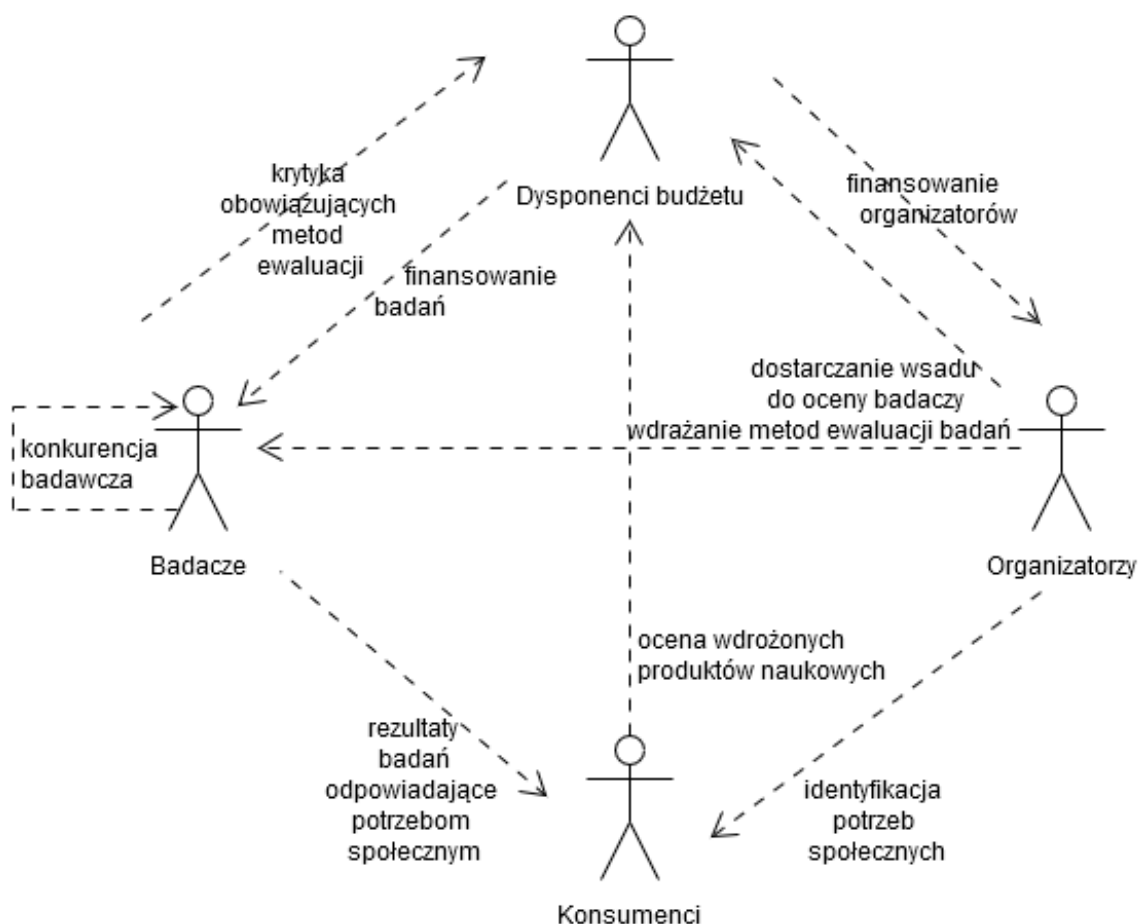 krytyka
obowiązujących
metod
ewaluacji
Dysponenci budżetu
finansowanie
organizatorów
finansowanie
badań
dostarczanie wsadu
do oceny badaczy
wdrażanie metod ewaluacji badań
konkurencja
badawcza
Badacze
Organizatorzy
ocena wdrożonych
produktów naukowych
rezultaty
badań
odpowiadające
potrzebom
społecznym
identyfikacja
potrzeb
społecznych
Konsumenci